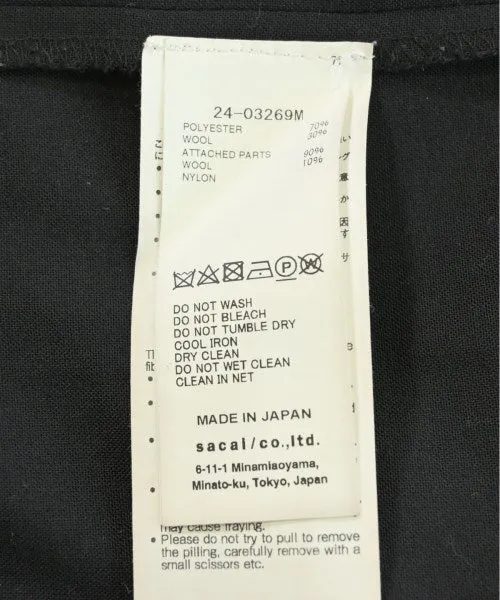 24-03269M
POLYESTER 70%
WOOL 30%
ATTACHED PARTS
WOOL 90%
NYLON 10%
DO NOT WASH
DO NOT BLEACH
DO NOT TUMBLE DRY
COOL IRON
DRY CLEAN
DO NOT WET CLEAN
CLEAN IN NET
MADE IN JAPAN
sacai/co.,ltd.
6-11-1 Minamiaoyama,
Minato-ku, Tokyo, Japan
may cause fraying.
• Please do not try to pull to remove
the pilling, carefully remove with a
small scissors etc.